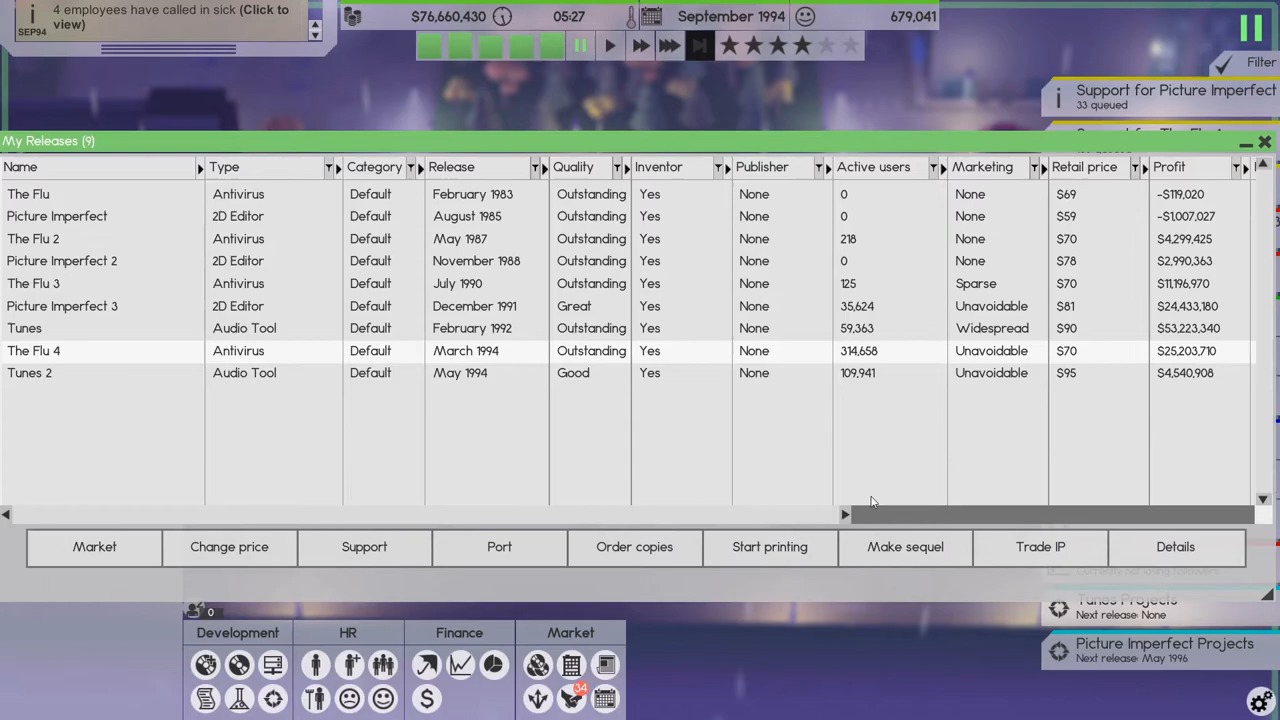 4 employees have called in sick (Click to
view)
SEP94
$76,660,430
05:27
September 1994
679,041
Filter
Support for Picture Imperfect
33 queued
My Releases (9)
Name Type Category Release Quality Inventor Publisher Active users Marketing Retail price Profit
The Flu Antivirus Default February 1983 Outstanding Yes None 0 None $69 -$119,020
Picture Imperfect 2D Editor Default August 1985 Outstanding Yes None 0 None $59 -$1,007,027
The Flu 2 Antivirus Default May 1987 Outstanding Yes None 218 None $70 $4,299,425
Picture Imperfect 2 2D Editor Default November 1988 Outstanding Yes None 0 None $78 $2,990,363
The Flu 3 Antivirus Default July 1990 Outstanding Yes None 125 Sparse $70 $11,196,970
Picture Imperfect 3 2D Editor Default December 1991 Great Yes None 35,624 Unavoidable $81 $24,433,180
Tunes Audio Tool Default February 1992 Outstanding Yes None 59,363 Widespread $90 $53,223,340
The Flu 4 Antivirus Default March 1994 Outstanding Yes None 314,658 Unavoidable $70 $25,203,710
Tunes 2 Audio Tool Default May 1994 Good Yes None 109,941 Unavoidable $95 $4,540,908
Market Change price Support Port Order copies Start printing Make sequel Trade IP Details
Currently not losing followers
Tunes Projects
Next release: None
Picture Imperfect Projects
Next release: May 1996
0
Development HR Finance Market
34